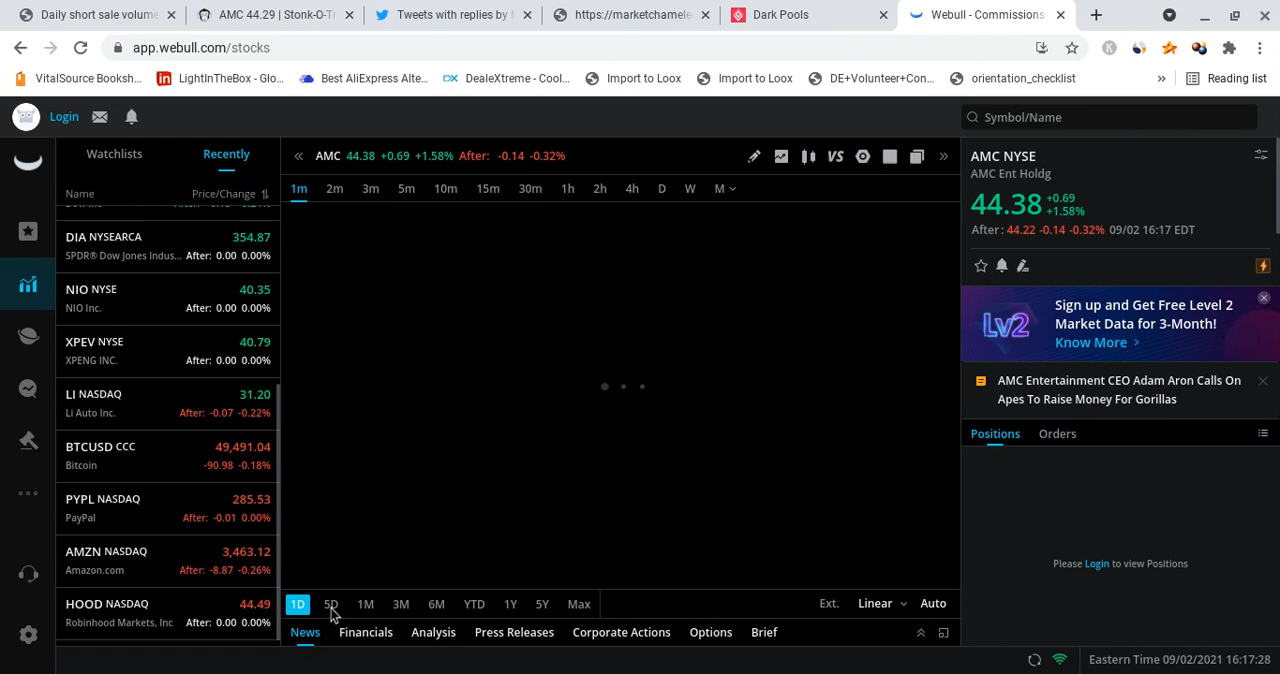 Daily short sale volume
AMC 44.29 | Stonk-O-Tr
Tweets with replies by
https://marketchamele
Dark Pools
Webull - Commissions
app.webull.com/stocks
VitalSource Booksh...
LightInTheBox - Glo...
Best AliExpress Alte...
DX DealeXtreme - Cool...
Import to Loox
Import to Loox
DE+Volunteer+Con...
orientation_checklist
»
Reading list
Login
Symbol/Name
Watchlists
Recently
Name
Price/Change
DIA NYSEARCA 354.87
SPDR® Dow Jones Indus... After: 0.00 0.00%
NIO NYSE 40.35
NIO Inc. After: 0.00 0.00%
XPEV NYSE 40.79
XPENG INC. After: 0.00 0.00%
LI NASDAQ 31.20
Li Auto Inc. After: -0.07 -0.22%
BTCUSD CCC 49,491.04
Bitcoin -90.98 -0.18%
PYPL NASDAQ 285.53
PayPal After: -0.01 0.00%
AMZN NASDAQ 3,463.12
Amazon.com After: -8.87 -0.26%
HOOD NASDAQ 44.49
Robinhood Markets, Inc After: 0.00 0.00%
« AMC 44.38 +0.69 +1.58% After: -0.14 -0.32%
VS
»
1m 2m 3m 5m 10m 15m 30m 1h 2h 4h D W M
1D 5D 1M 3M 6M YTD 1Y 5Y Max
Ext. Linear Auto
News Financials Analysis Press Releases Corporate Actions Options Brief
AMC NYSE
AMC Ent Holdg
44.38 +0.69
+1.58%
After: 44.22 -0.14 -0.32% 09/02 16:17 EDT
Lv2
Sign up and Get Free Level 2
Market Data for 3-Month!
Know More >
AMC Entertainment CEO Adam Aron Calls On
Apes To Raise Money For Gorillas
Positions Orders
Please Login to view Positions
Eastern Time 09/02/2021 16:17:28